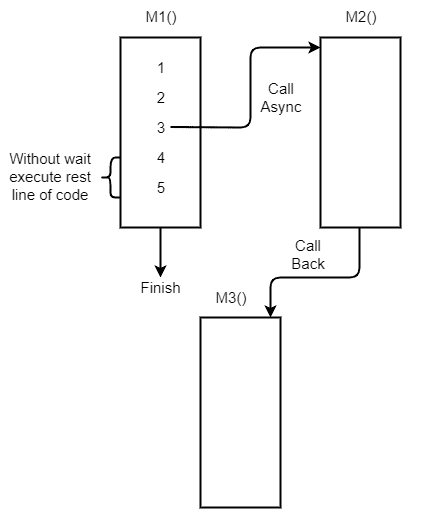 M1()
M2()
1
2
3
4
5
Call
Async
Without wait
execute rest
line of code
Finish
Call
Back
M3()